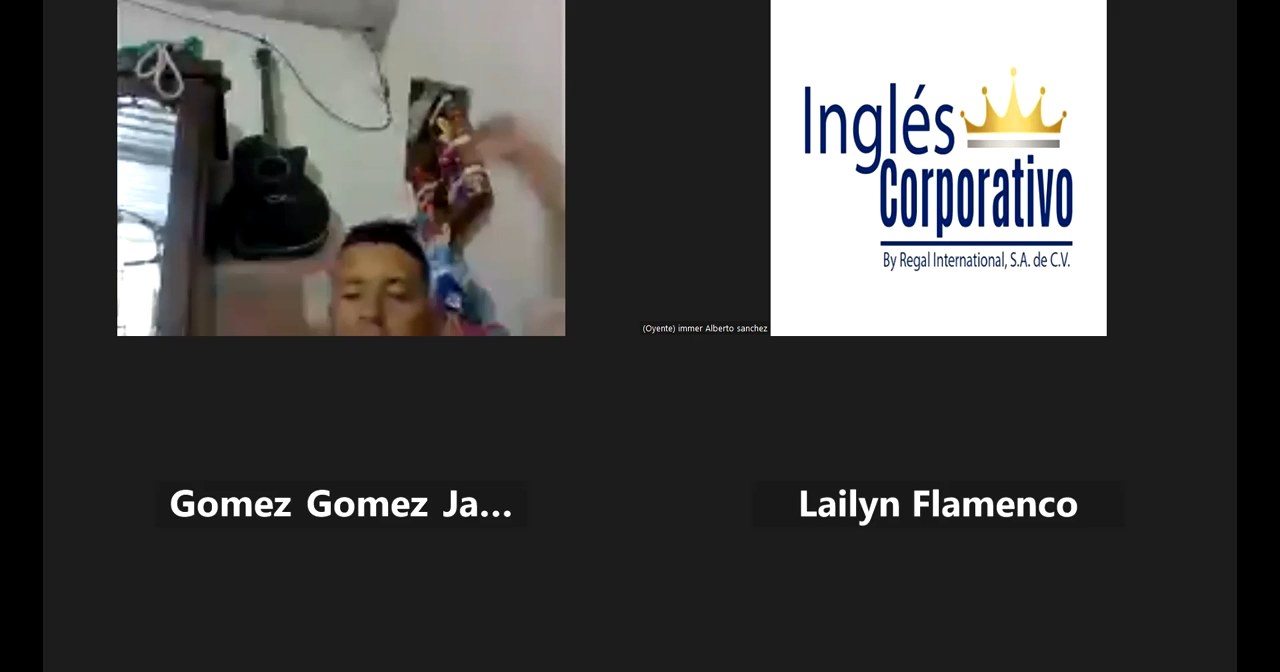 Inglés
Corporativo
By Regal International, S.A. de C.V.
(Oyente) immer Alberto sanchez
Gomez Gomez Ja...
Lailyn Flamenco